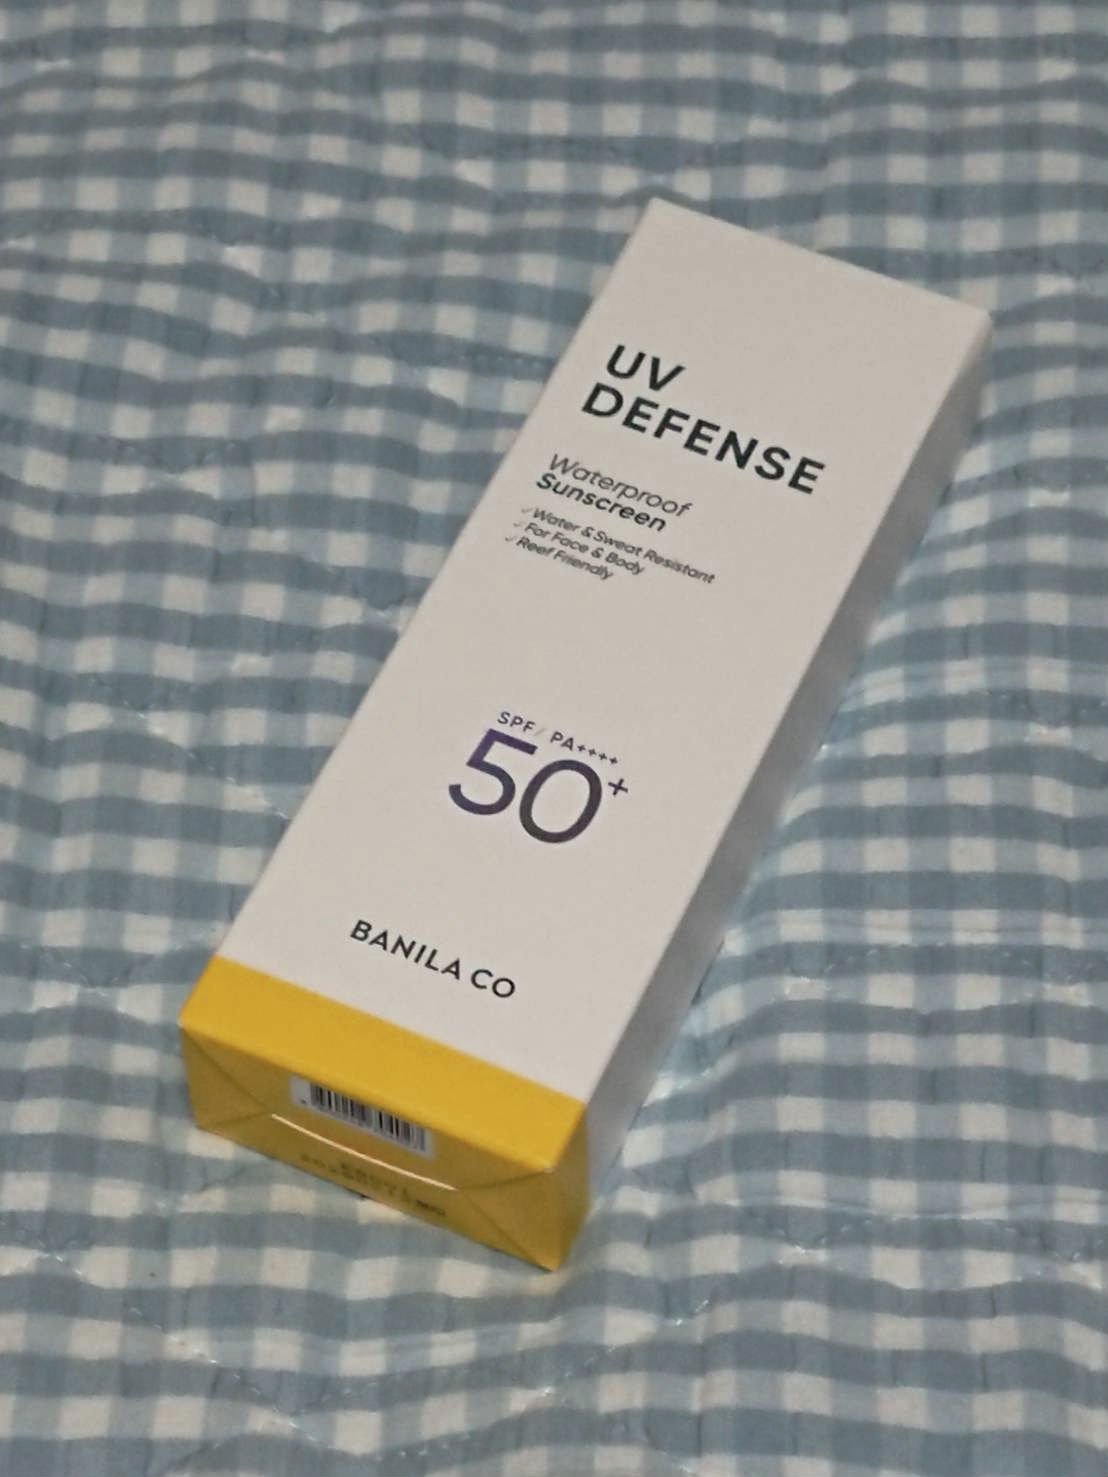 UV
DEFENSE
Waterproof
Sunscreen
✓ Water & Sweat Resistant
✓ For Face & Body
✓ Reef Friendly
SPF/ PA++++
50+
BANILA CO